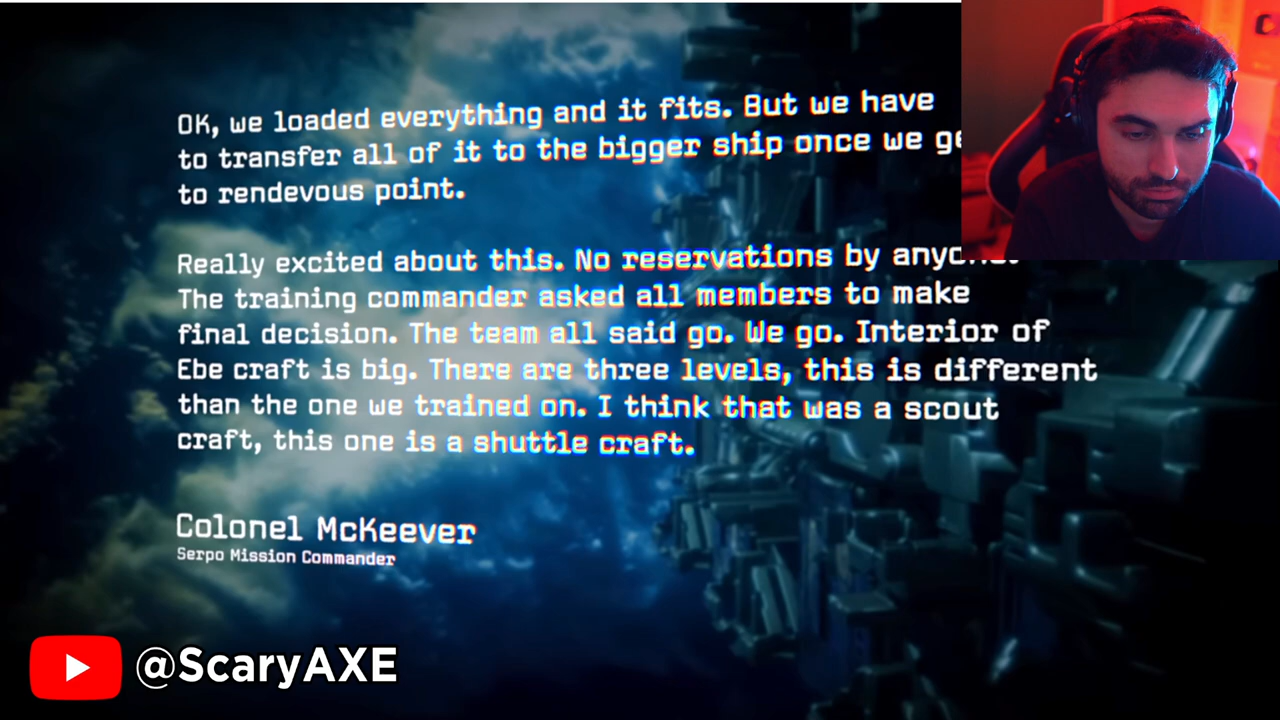 OK, we loaded everything and it fits. But we have
to transfer all of it to the bigger ship once we ge
to rendevous point.
Really excited about this. No reservations by anyo
The training commander asked all members to make
final decision. The team all said go. We go. Interior of
Ebe craft is big. There are three levels, this is different
than the one we trained on. I think that was a scout
craft, this one is a shuttle craft.
Colonel McKeever
Serpo Mission Commander
@ScaryAXE